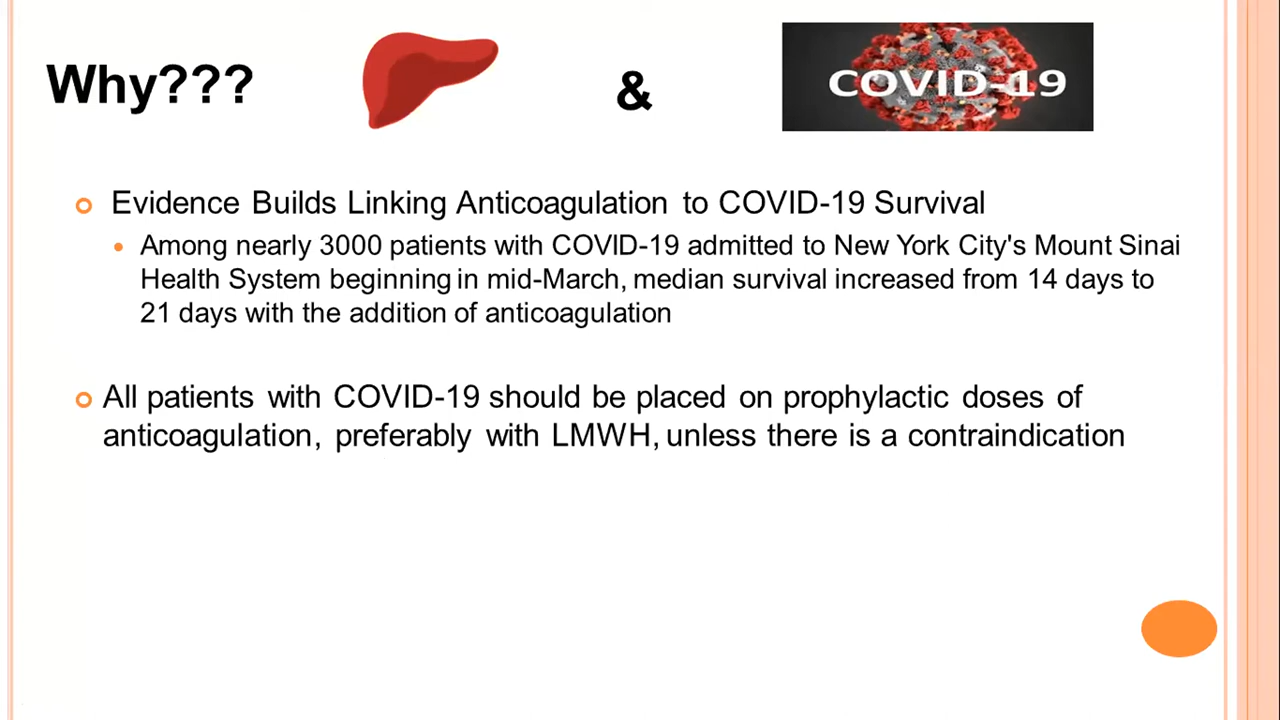 Why???
&
COVID-19
Evidence Builds Linking Anticoagulation to COVID-19 Survival
Among nearly 3000 patients with COVID-19 admitted to New York City's Mount Sinai
Health System beginning in mid-March, median survival increased from 14 days to
21 days with the addition of anticoagulation
All patients with COVID-19 should be placed on prophylactic doses of
anticoagulation, preferably with LMWH, unless there is a contraindication